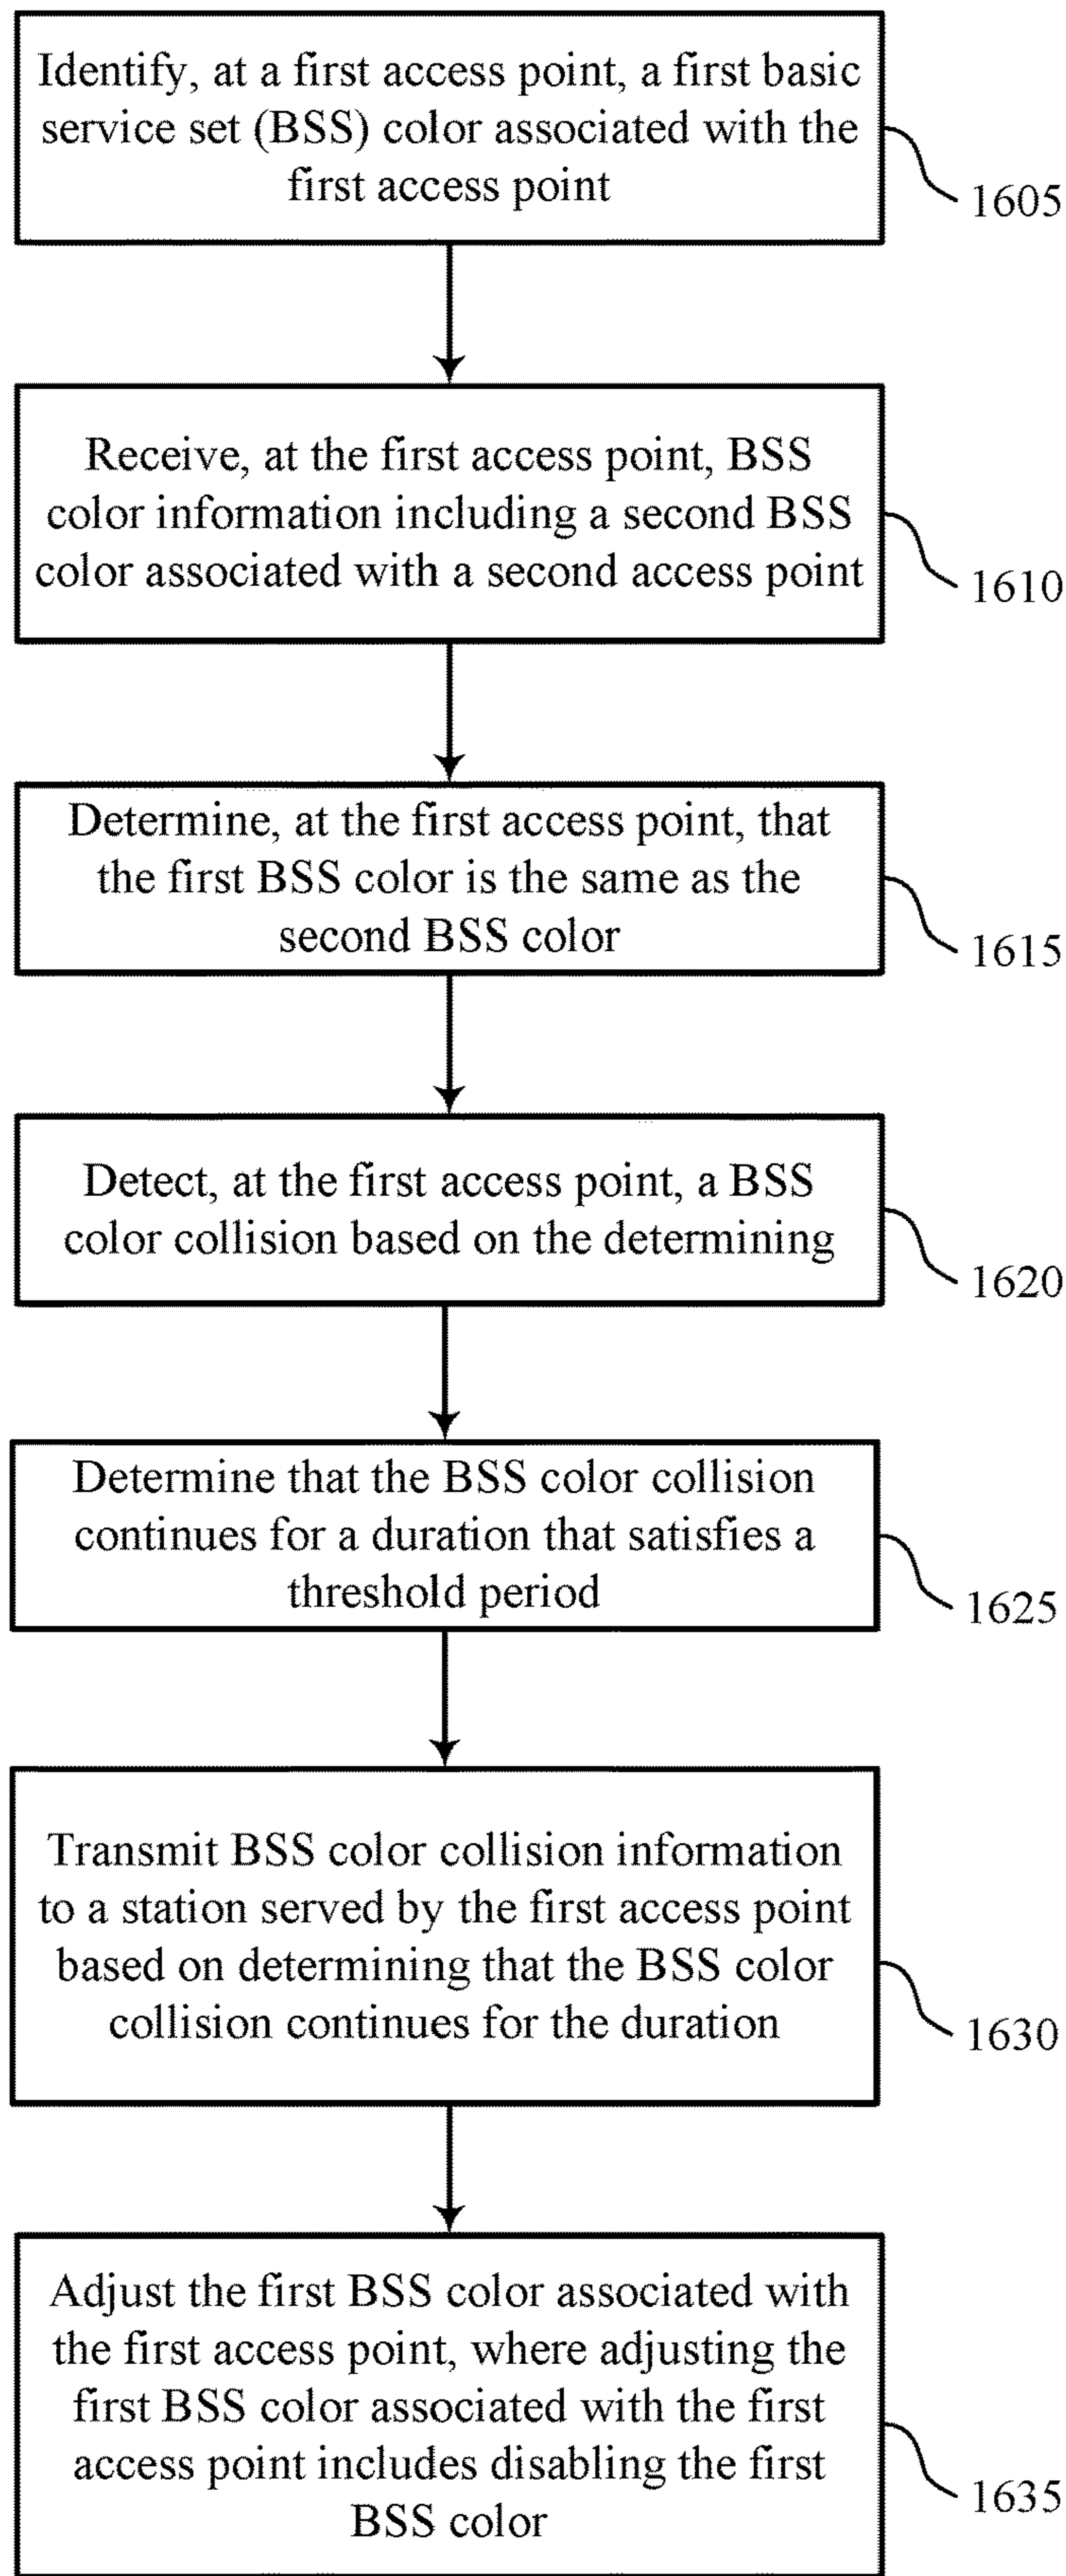 Identify, at a first access point, a first basic
service set (BSS) color associated with the
first access point
1605
Receive, at the first access point, BSS
color information including a second BSS
color associated with a second access point
1610
Determine, at the first access point, that
the first BSS color is the same as the
second BSS color
1615
Detect, at the first access point, a BSS
color collision based on the determining
1620
Determine that the BSS color collision
continues for a duration that satisfies a
threshold period
1625
Transmit BSS color collision information
to a station served by the first access point
based on determining that the BSS color
collision continues for the duration
1630
Adjust the first BSS color associated with
the first access point, where adjusting the
first BSS color associated with the first
access point includes disabling the first
BSS color
1635